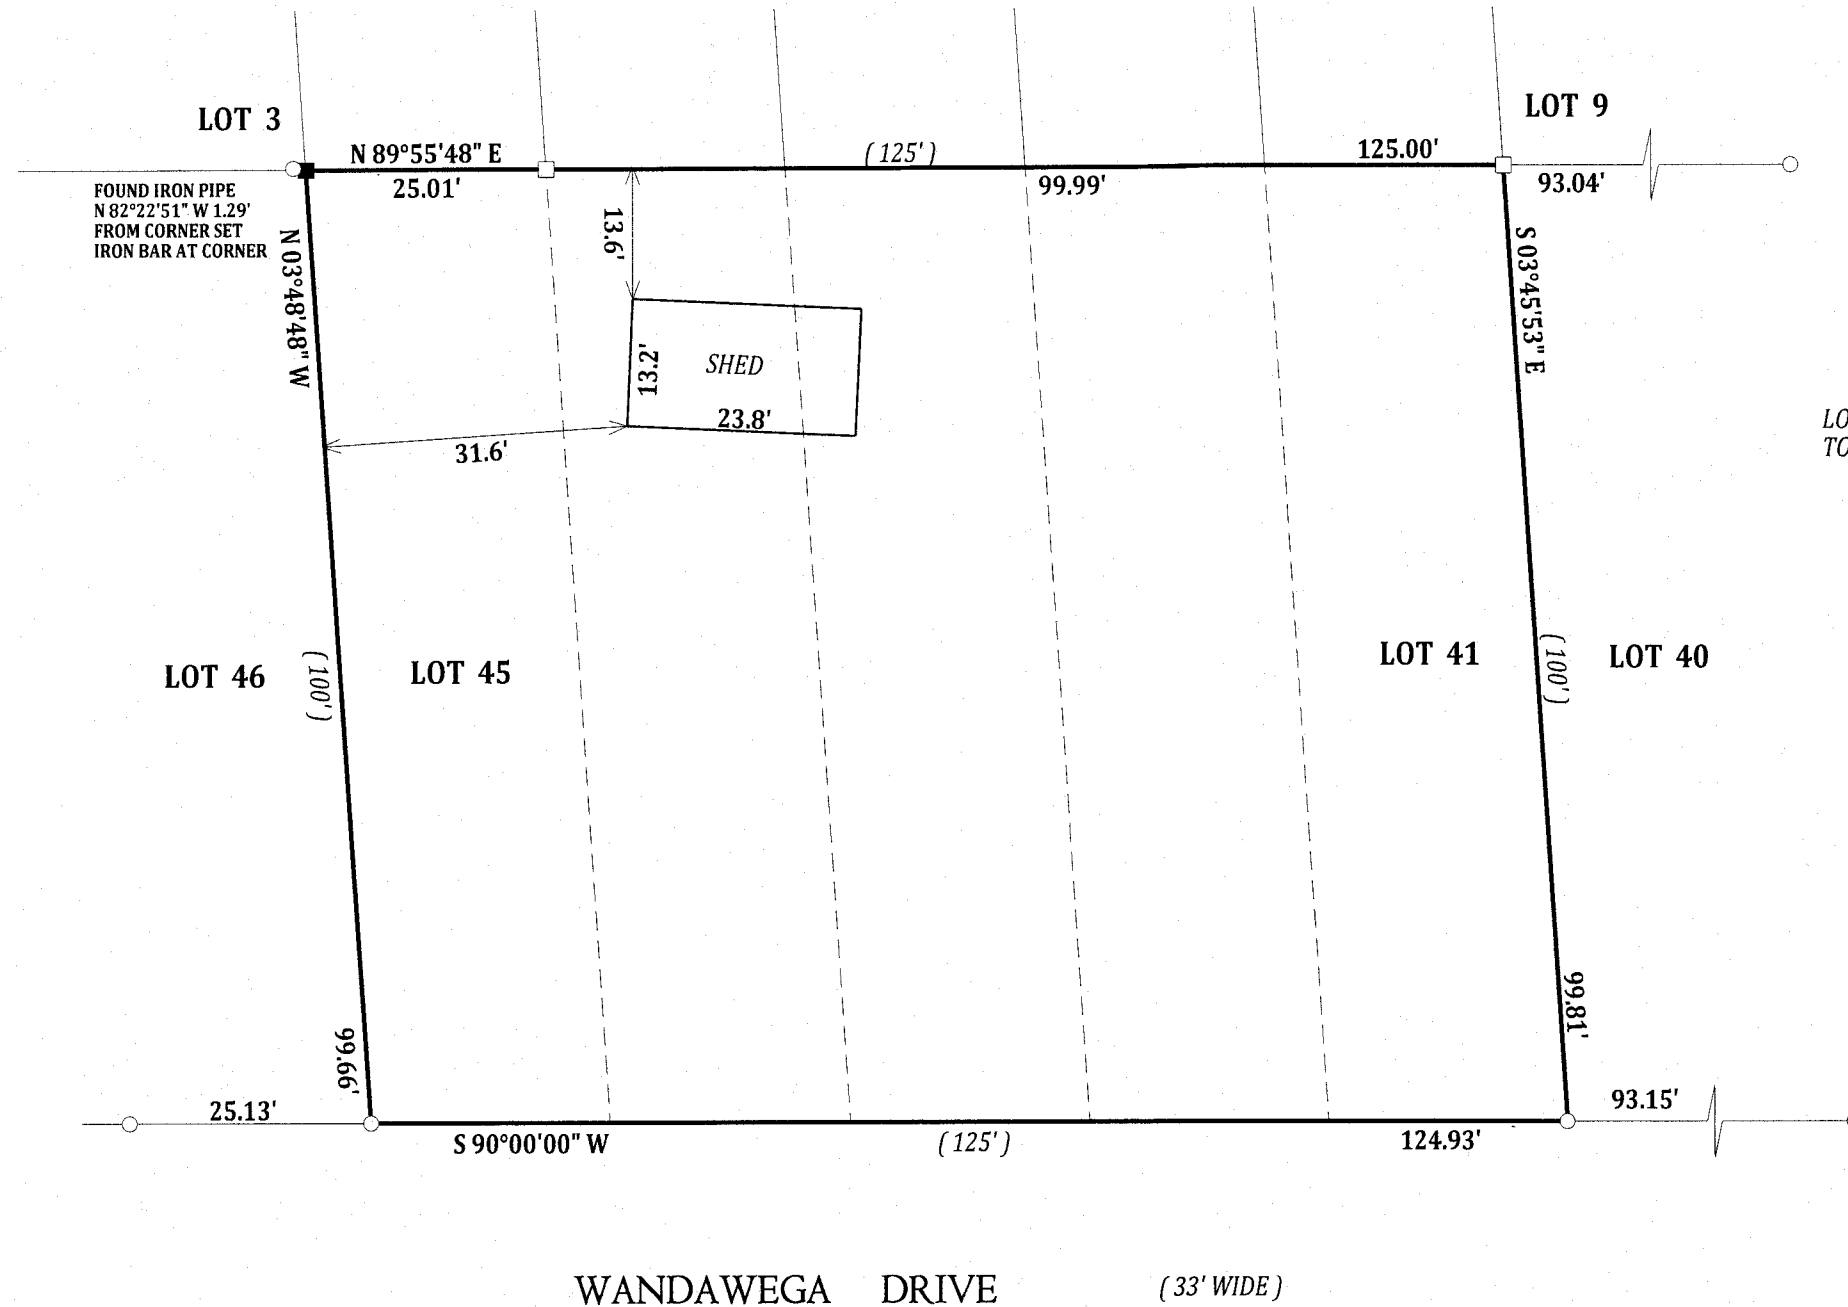 LOT 3
LOT 9
N 89°55'48" E
( 125' )
125.00'
25.01'
99.99'
93.04'
FOUND IRON PIPE
N 82°22'51" W 1.29'
FROM CORNER SET
IRON BAR AT CORNER
N 03°48'48" W
13.6'
S 03°45'53" E
13.2'
SHED
23.8'
31.6'
LO
TO
LOT 46
( 100' )
LOT 45
LOT 41
( 100' )
LOT 40
99.66'
99.81'
25.13'
93.15'
S 90°00'00" W
( 125' )
124.93'
WANDAWEGA DRIVE
( 33' WIDE )